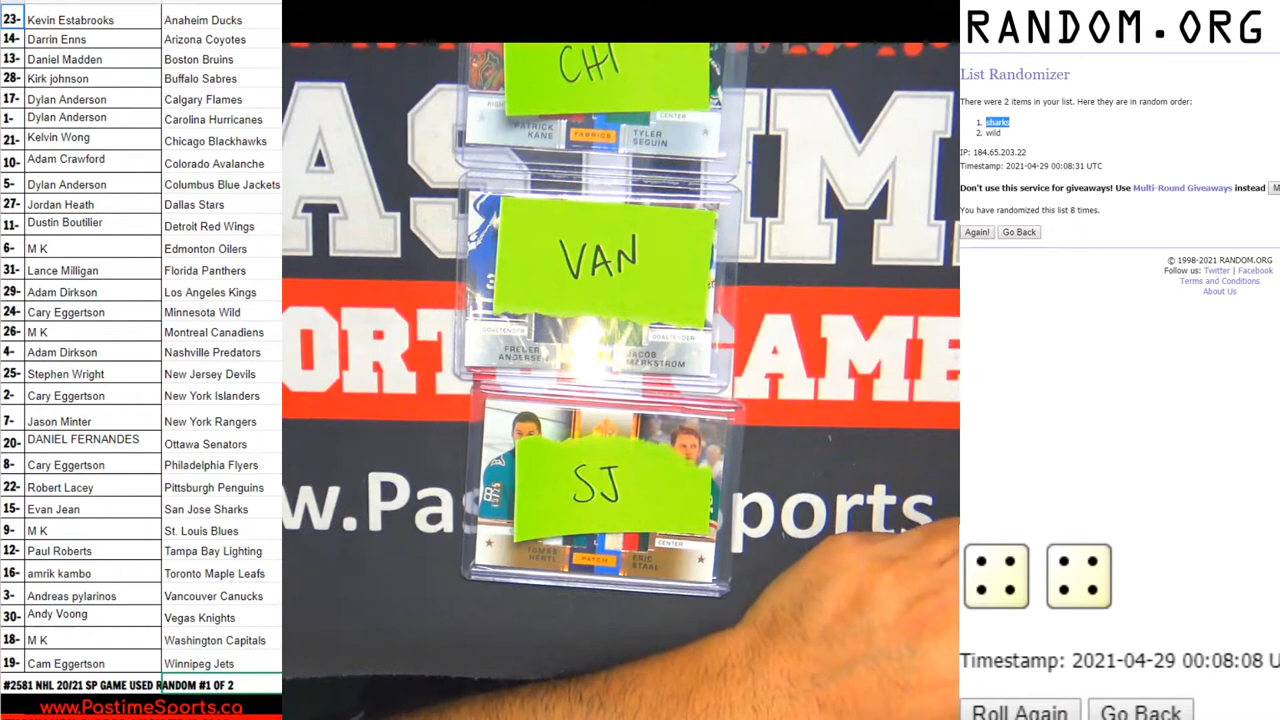 23- Kevin Estabrooks Anaheim Ducks
14- Darrin Enns Arizona Coyotes
13- Daniel Madden Boston Bruins
28- Kirk johnson Buffalo Sabres
17- Dylan Anderson Calgary Flames
1- Dylan Anderson Carolina Hurricanes
21- Kelvin Wong Chicago Blackhawks
10- Adam Crawford Colorado Avalanche
5- Dylan Anderson Columbus Blue Jackets
27- Jordan Heath Dallas Stars
11- Dustin Boutilier Detroit Red Wings
6- M K Edmonton Oilers
31- Lance Milligan Florida Panthers
29- Adam Dirkson Los Angeles Kings
24- Cary Eggertson Minnesota Wild
26- M K Montreal Canadiens
4- Adam Dirkson Nashville Predators
25- Stephen Wright New Jersey Devils
2- Cary Eggertson New York Islanders
7- Jason Minter New York Rangers
20- DANIEL FERNANDES Ottawa Senators
8- Cary Eggertson Philadelphia Flyers
22- Robert Lacey Pittsburgh Penguins
15- Evan Jean San Jose Sharks
9- M K St. Louis Blues
12- Paul Roberts Tampa Bay Lighting
16- amrik kambo Toronto Maple Leafs
3- Andreas pylarinos Vancouver Canucks
30- Andy Voong Vegas Knights
18- M K Washington Capitals
19- Cam Eggertson Winnipeg Jets
#2581 NHL 20/21 SP GAME USED RANDOM #1 OF 2
www.PastimeSports.ca
CHI
CENTER
PATRICK KANE
FABRICS
TYLER SEGUIN
VAN
GOALTENDER
GOALTENDER
JACOB
SJ
TOMAS HERTL
PATCH
CENTER
ERIC STAAL
ASTIM
ORT
GAME
w.Pas
Sports.
RANDOM.ORG
List Randomizer
There were 2 items in your list. Here they are in random order:
1. sharks
2. wild
IP: 184.65.203.22
Timestamp: 2021-04-29 00:08:31 UTC
Don't use this service for giveaways! Use Multi-Round Giveaways instead
You have randomized this list 8 times.
Again! Go Back
© 1998-2021 RANDOM.ORG
Follow us: Twitter | Facebook
Terms and Conditions
About Us
Timestamp: 2021-04-29 00:08:08 U
Roll Again Go Back